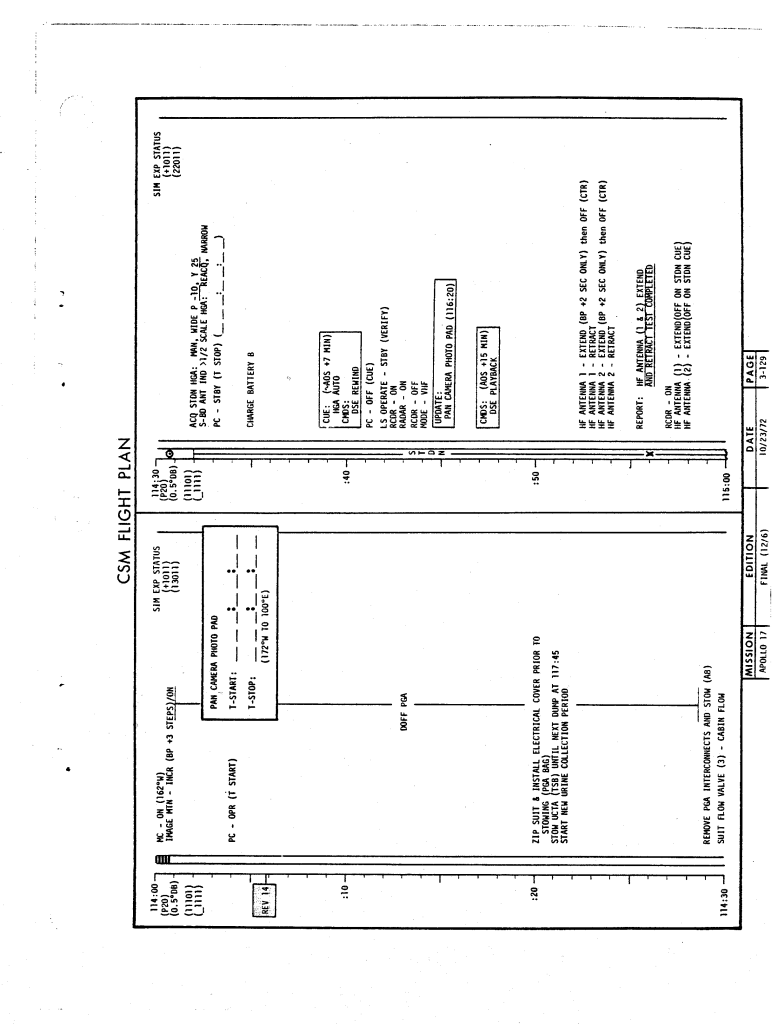 CSM FLIGHT PLAN
114:00
(P20)
(0.5°DB)
(11101)
(_1111)
REV 14
:10
:20
114:30
MC - ON (162°W)
IMAGE MTN - INCR (BP +3 STEPS)/ON
SIM EXP STATUS
(+1011)
(13011)
PAN CAMERA PHOTO PAD
T-START: __ __ __:__ __:__ __
T-STOP: __ __ __:__ __:__ __
(172°W TO 100°E)
PC - OPR (T START)
DOFF PGA
ZIP SUIT & INSTALL ELECTRICAL COVER PRIOR TO
STOWING (PGA BAG)
STOW UCTA (TSB) UNTIL NEXT DUMP AT 117:45
START NEW URINE COLLECTION PERIOD
REMOVE PGA INTERCONNECTS AND STOW (A8)
SUIT FLOW VALVE (3) - CABIN FLOW
114:30
(P20)
(0.5°DB)
(11101)
(_1111)
:40
:50
115:00
STDN
SIM EXP STATUS
(+1011)
(22011)
ACQ STDN HGA: MAN, WIDE P -10, Y 25
S-BD ANT IND >1/2 SCALE HGA: REACQ, NARROW
PC - STBY (T STOP) (__ __ __:__ __:__ __)
CHARGE BATTERY B
CUE: (~AOS +7 MIN)
HGA AUTO
CMDS: DSE REWIND
PC - OFF (CUE)
LS OPERATE - STBY (VERIFY)
RCDR - ON
RADAR - ON
RCDR - OFF
MODE - VHF
UPDATE:
PAN CAMERA PHOTO PAD (116:20)
CMDS: (AOS +15 MIN)
DSE PLAYBACK
HF ANTENNA 1 - EXTEND (BP +2 SEC ONLY) then OFF (CTR)
HF ANTENNA 1 - RETRACT
HF ANTENNA 2 - EXTEND (BP +2 SEC ONLY) then OFF (CTR)
HF ANTENNA 2 - RETRACT
REPORT: HF ANTENNA (1 & 2) EXTEND
AND RETRACT TEST COMPLETED
RCDR - ON
HF ANTENNA (1) - EXTEND(OFF ON STDN CUE)
HF ANTENNA (2) - EXTEND(OFF ON STDN CUE)
MISSION EDITION DATE PAGE
APOLLO 17 FINAL (12/6) 10/23/72 3-129